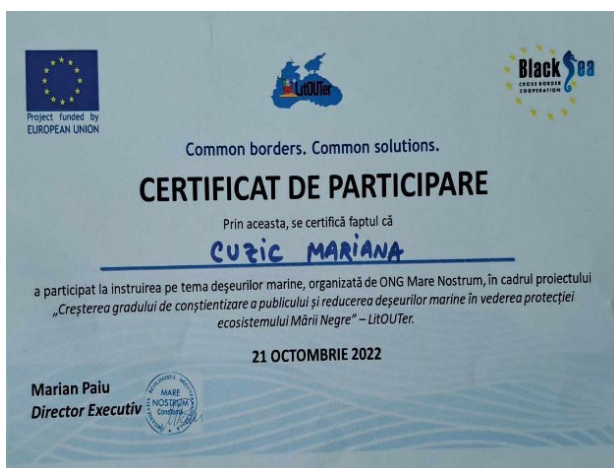 Project funded by
EUROPEAN UNION
LitOUTer
Black Sea
CROSS BORDER
COOPERATION
Common borders. Common solutions.
CERTIFICAT DE PARTICIPARE
Prin aceasta, se certifică faptul că
CUZIC MARIANA
a participat la instruirea pe tema deșeurilor marine, organizată de ONG Mare Nostrum, în cadrul proiectului
„Creșterea gradului de conștientizare a publicului și reducerea deșeurilor marine în vederea protecției
ecosistemului Mării Negre” – LitOUTer.
21 OCTOMBRIE 2022
Marian Paiu
Director Executiv
MARE
NOSTRUM
Constanța